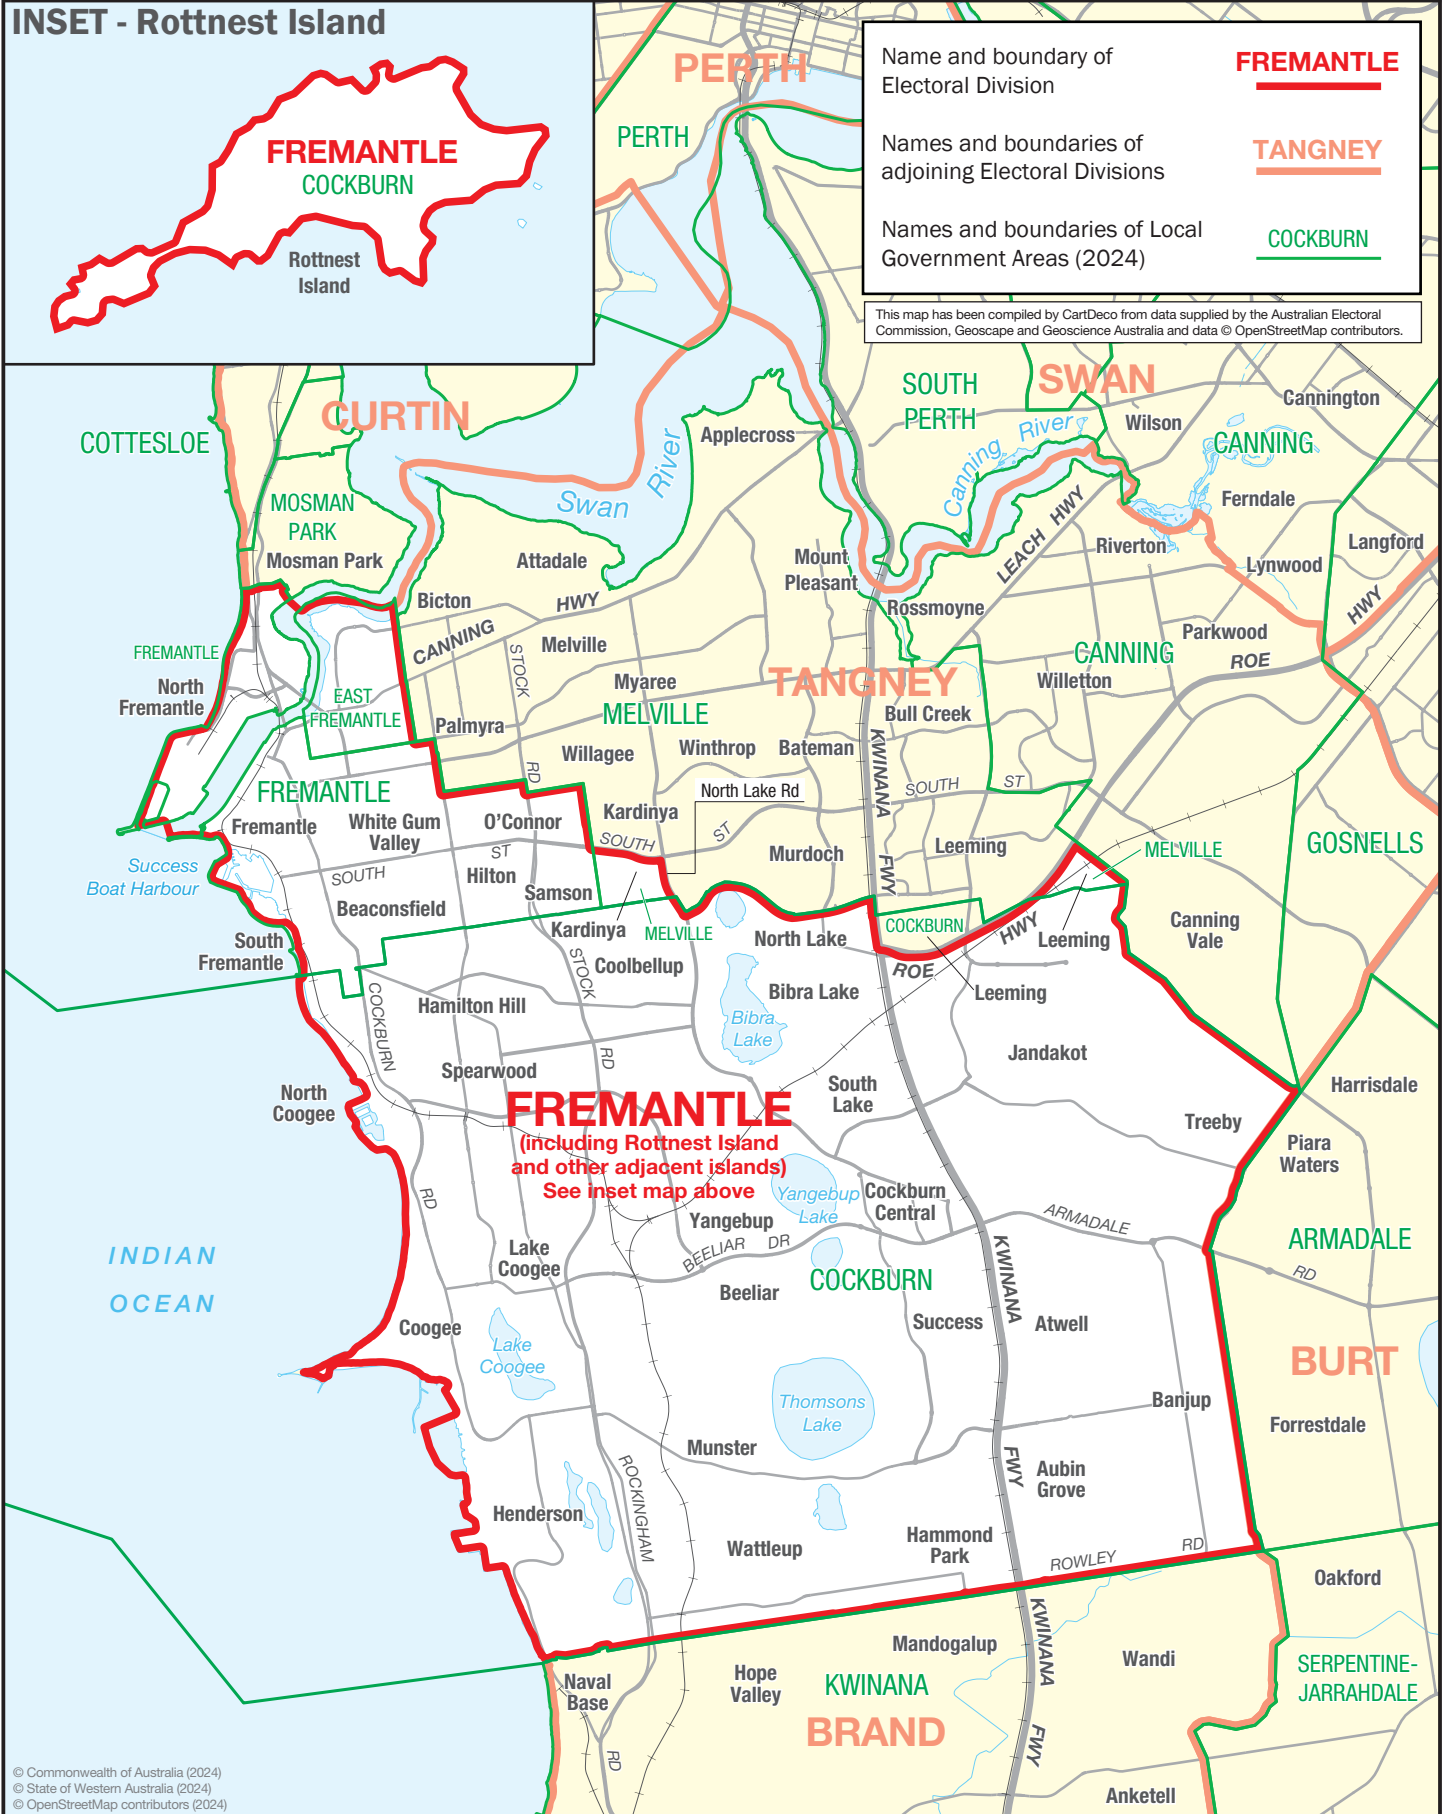 INSET - Rottnest Island
FREMANTLE
COCKBURN
Rottnest
Island
Name and boundary of
Electoral Division
FREMANTLE
Names and boundaries of
adjoining Electoral Divisions
TANGNEY
Names and boundaries of Local
Government Areas (2024)
COCKBURN
This map has been compiled by CartDeco from data supplied by the Australian Electoral
Commission, Geoscape and Geoscience Australia and data © OpenStreetMap contributors.
PERTH
PERTH
CURTIN
COTTESLOE
MOSMAN
PARK
Mosman Park
Swan
River
Applecross
SOUTH
PERTH
SWAN
Canning
River
Wilson
Cannington
CANNING
Ferndale
Langford
Lynwood
Riverton
LEACH
HWY
HWY
Attadale
Mount
Pleasant
Bicton
HWY
CANNING
Rossmoyne
Parkwood
CANNING
ROE
Willetton
FREMANTLE
North
Fremantle
EAST
FREMANTLE
STOCK
RD
Melville
Myaree
MELVILLE
TANGNEY
Bull Creek
Palmyra
Willagee
Winthrop
Bateman
KWINANA
FWY
North Lake Rd
SOUTH
ST
FREMANTLE
Fremantle
White Gum
Valley
O'Connor
Kardinya
SOUTH
ST
Murdoch
Leeming
MELVILLE
GOSNELLS
Success
Boat Harbour
SOUTH
ST
Hilton
Samson
Beaconsfield
Kardinya
MELVILLE
North Lake
COCKBURN
HWY
Leeming
Canning
Vale
South
Fremantle
STOCK
RD
Coolbellup
ROE
Leeming
Hamilton Hill
Bibra Lake
Bibra
Lake
COCKBURN
RD
Jandakot
Spearwood
North
Coogee
South
Lake
Harrisdale
Treeby
Piara
Waters
FREMANTLE
(including Rottnest Island
and other adjacent islands)
See inset map above
Yangebup
Lake
Cockburn
Central
Yangebup
BEELIAR
DR
ARMADALE
RD
ARMADALE
INDIAN
OCEAN
Lake
Coogee
COCKBURN
Beeliar
KWINANA
FWY
Success
Atwell
Coogee
Lake
Coogee
BURT
Thomsons
Lake
Banjup
Forrestdale
Munster
ROCKINGHAM
RD
Aubin
Grove
Henderson
Wattleup
Hammond
Park
ROWLEY
RD
Oakford
KWINANA
FWY
Mandogalup
Wandi
Naval
Base
Hope
Valley
KWINANA
BRAND
SERPENTINE-
JARRAHDALE
Anketell
© Commonwealth of Australia (2024)
© State of Western Australia (2024)
© OpenStreetMap contributors (2024)